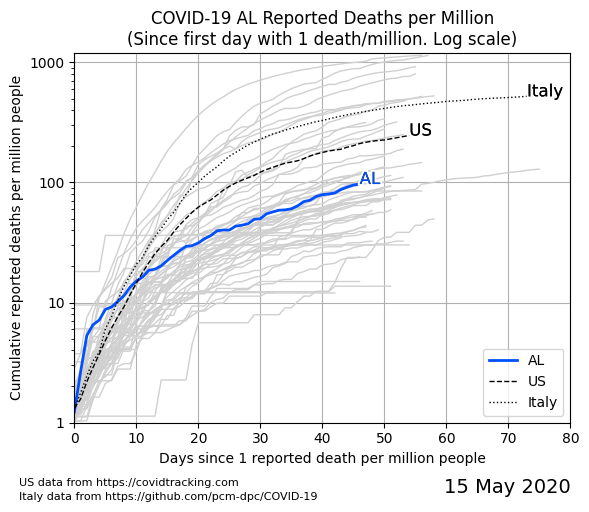 COVID-19 AL Reported Deaths per Million
(Since first day with 1 death/million. Log scale)
Cumulative reported deaths per million people
1000
100
10
1
Italy
US
AL
AL
US
Italy
0 10 20 30 40 50 60 70 80
Days since 1 reported death per million people
US data from https://covidtracking.com
Italy data from https://github.com/pcm-dpc/COVID-19
15 May 2020